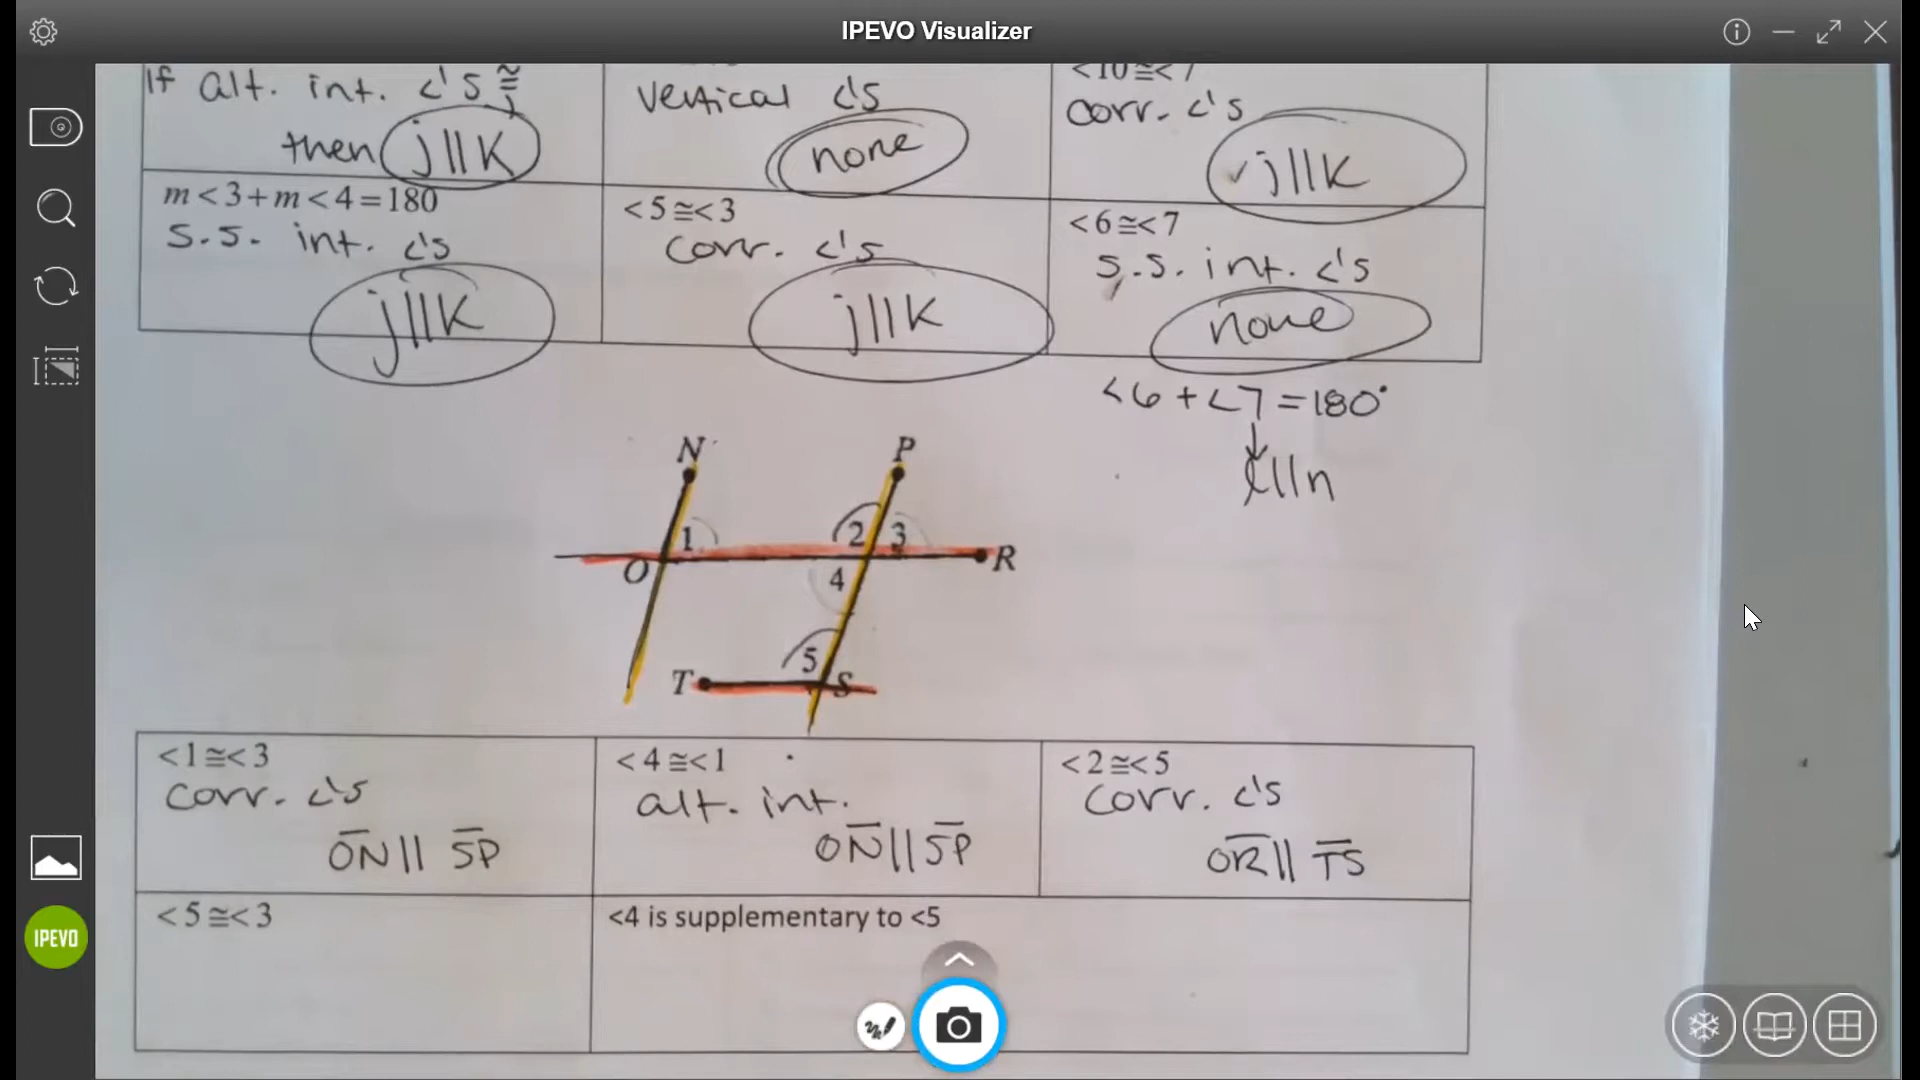 IPEVO Visualizer
If alt. int. <'s ≅
then j||k
vertical <'s
none
<10≅<7
corr. <'s
j||k
m<3+m<4=180
s.s. int. <'s
j||k
<5≅<3
corr. <'s
j||k
<6≅<7
s.s. int. <'s
none
<6+<7=180°
l||n
N
P
1
2
3
O
R
4
5
T
S
<1≅<3
corr. <'s
ON || SP
<4≅<1
alt. int.
ON || SP
<2≅<5
corr. <'s
OR || TS
<5≅<3
<4 is supplementary to <5
IPEVO